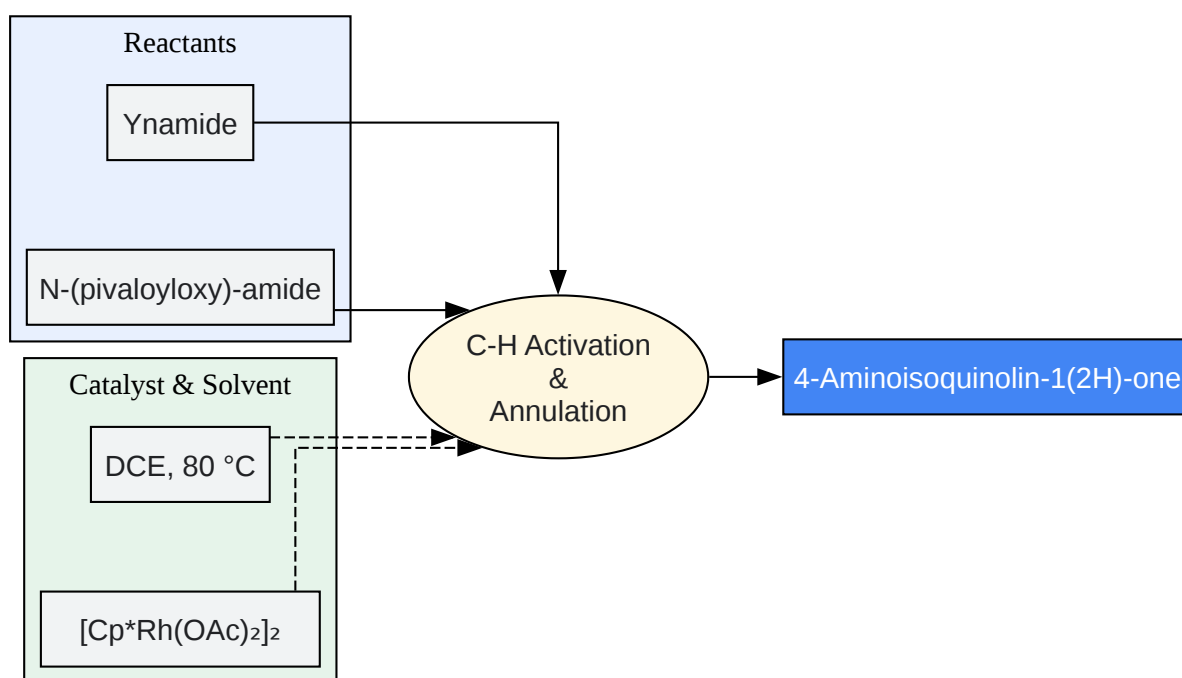 Reactants
Ynamide
N-(pivaloyloxy)-amide
Catalyst & Solvent
DCE, 80 °C
[Cp*Rh(OAc)₂]₂
C-H Activation
&
Annulation
4-Aminoisoquinolin-1(2H)-one